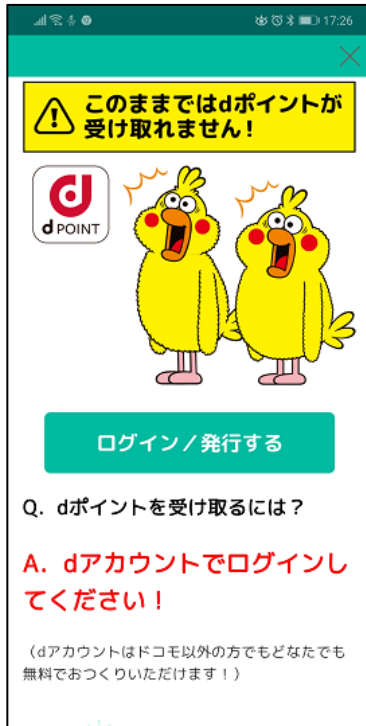 17:26
このままではdポイントが
受け取れません！
d
d POINT
ログイン／発行する
Q. dポイントを受け取るには？
A. dアカウントでログインし
てください！
（dアカウントはドコモ以外の方でもどなたでも
無料でおつくりいただけます！）